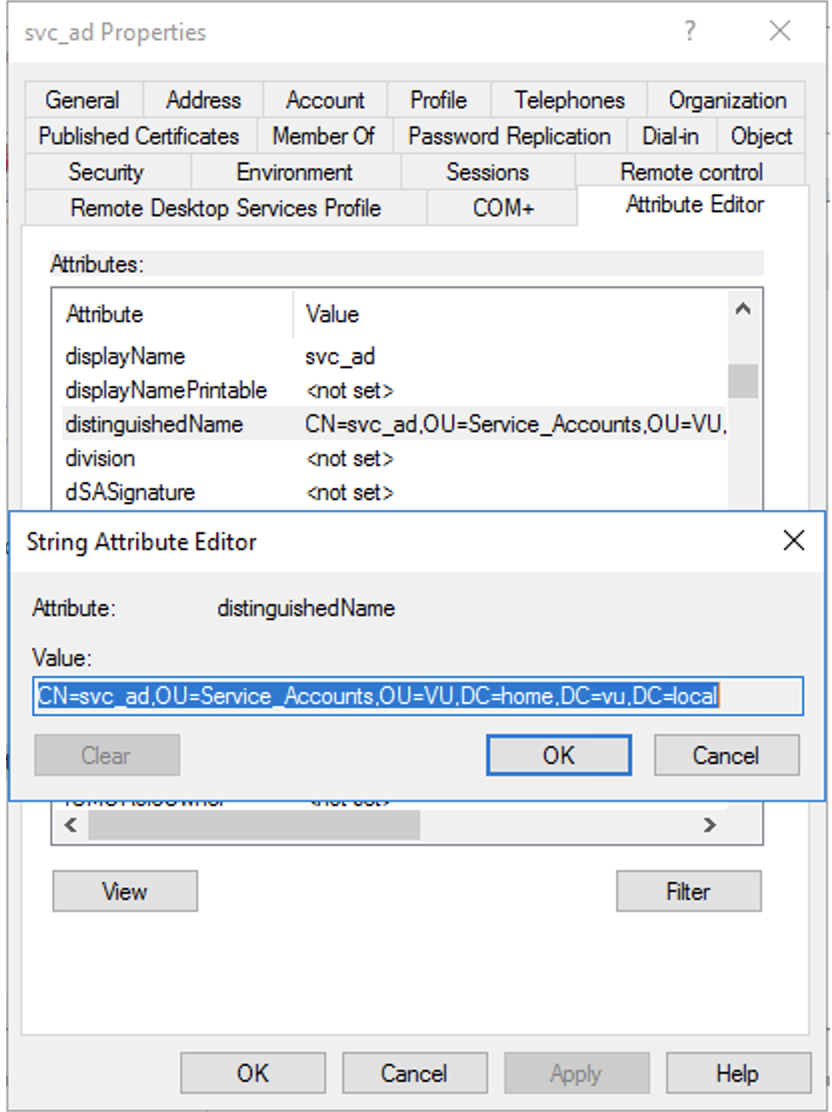 svc_ad Properties ?
General Address Account Profile Telephones Organization
Published Certificates Member Of Password Replication Dial-in Object
Security Environment Sessions Remote control
Remote Desktop Services Profile COM+ Attribute Editor
Attributes:
Attribute Value
displayName svc_ad
displayNamePrintable <not set>
distinguishedName CN=svc_ad,OU=Service_Accounts,OU=VU,
division <not set>
dSASignature <not set>
String Attribute Editor
Attribute: distinguishedName
Value:
CN=svc_ad,OU=Service_Accounts,OU=VU,DC=home,DC=vu,DC=local
Clear OK Cancel
<not set>
View Filter
OK Cancel Apply Help